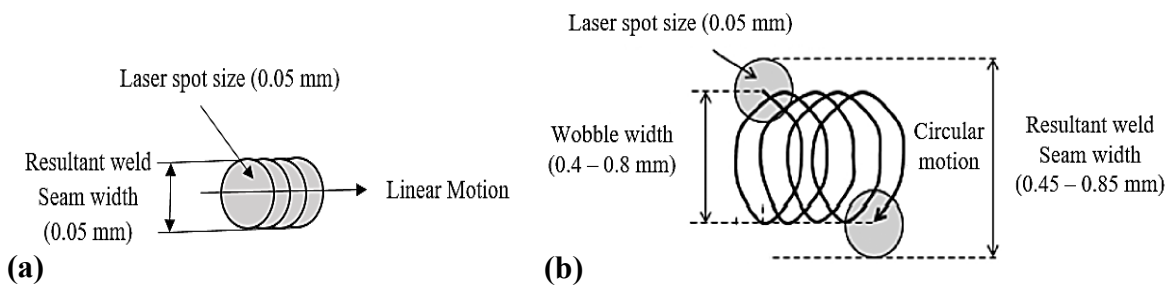 Laser spot size (0.05 mm)
Resultant weld
Seam width
(0.05 mm)
Linear Motion
(a)
Laser spot size (0.05 mm)
Wobble width
(0.4 – 0.8 mm)
Circular
motion
Resultant weld
Seam width
(0.45 – 0.85 mm)
(b)